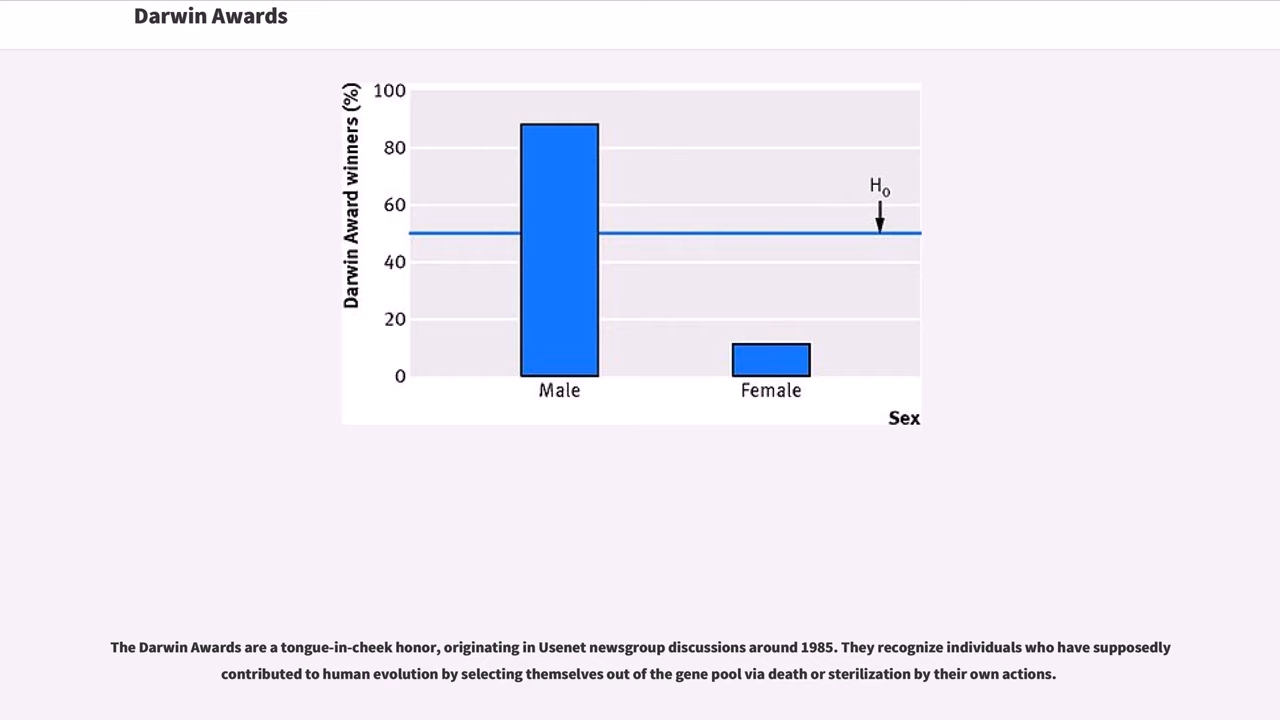 Darwin Awards
Darwin Award winners (%)
100
80
60
40
20
0
H₀
Male
Female
Sex
The Darwin Awards are a tongue-in-cheek honor, originating in Usenet newsgroup discussions around 1985. They recognize individuals who have supposedly
contributed to human evolution by selecting themselves out of the gene pool via death or sterilization by their own actions.